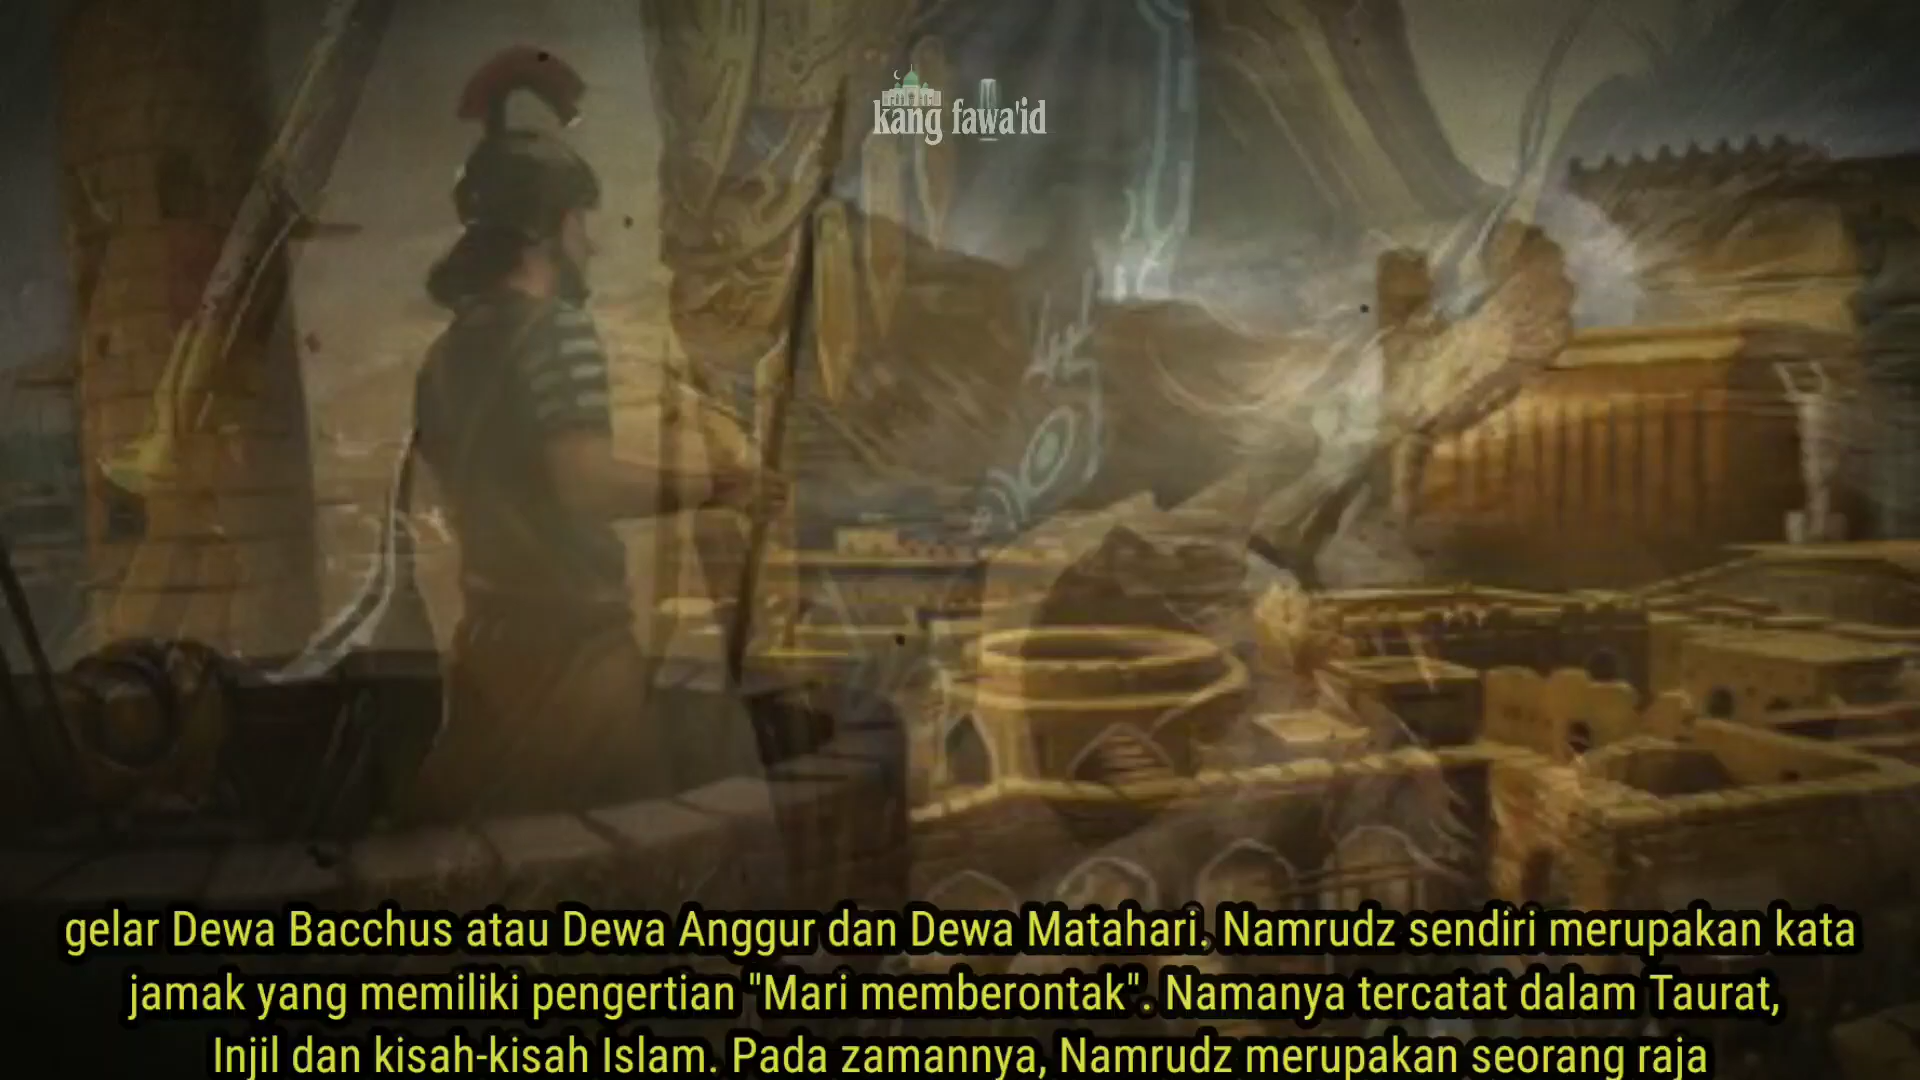 kang fawa'id
gelar Dewa Bacchus atau Dewa Anggur dan Dewa Matahari. Namrudz sendiri merupakan kata
jamak yang memiliki pengertian "Mari memberontak". Namanya tercatat dalam Taurat,
Injil dan kisah-kisah Islam. Pada zamannya, Namrudz merupakan seorang raja